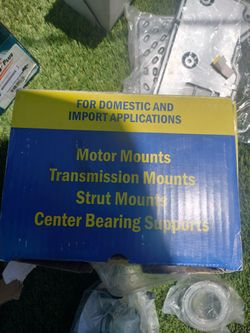 FOR DOMESTIC AND
IMPORT APPLICATIONS
Motor Mounts
Transmission Mounts
Strut Mounts
Center Bearing Supports